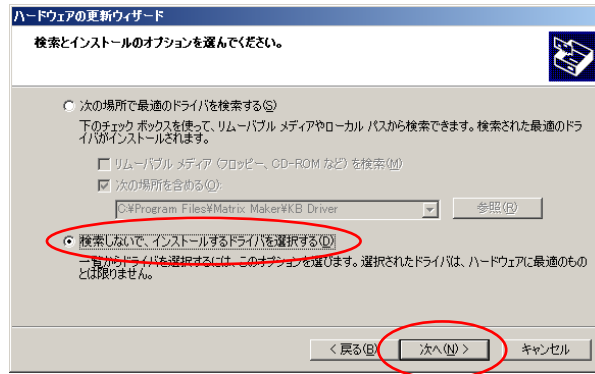 ハードウェアの更新ウィザード
検索とインストールのオプションを選んでください。
次の場所で最適のドライバを検索する(S)
下のチェック ボックスを使って、リムーバブル メディアやローカル パスから検索できます。検索された最適のドラ
イバがインストールされます。
リムーバブル メディア (フロッピー、CD-ROM など) を検索(M)
次の場所を含める(O):
C:¥Program Files¥Matrix Maker¥KB Driver
参照(R)
検索しないで、インストールするドライバを選択する(D)
一覧からドライバを選択するには、このオプションを選びます。選択されたドライバは、ハードウェアに最適のもの
とは限りません。
< 戻る(B)
次へ(N) >
キャンセル